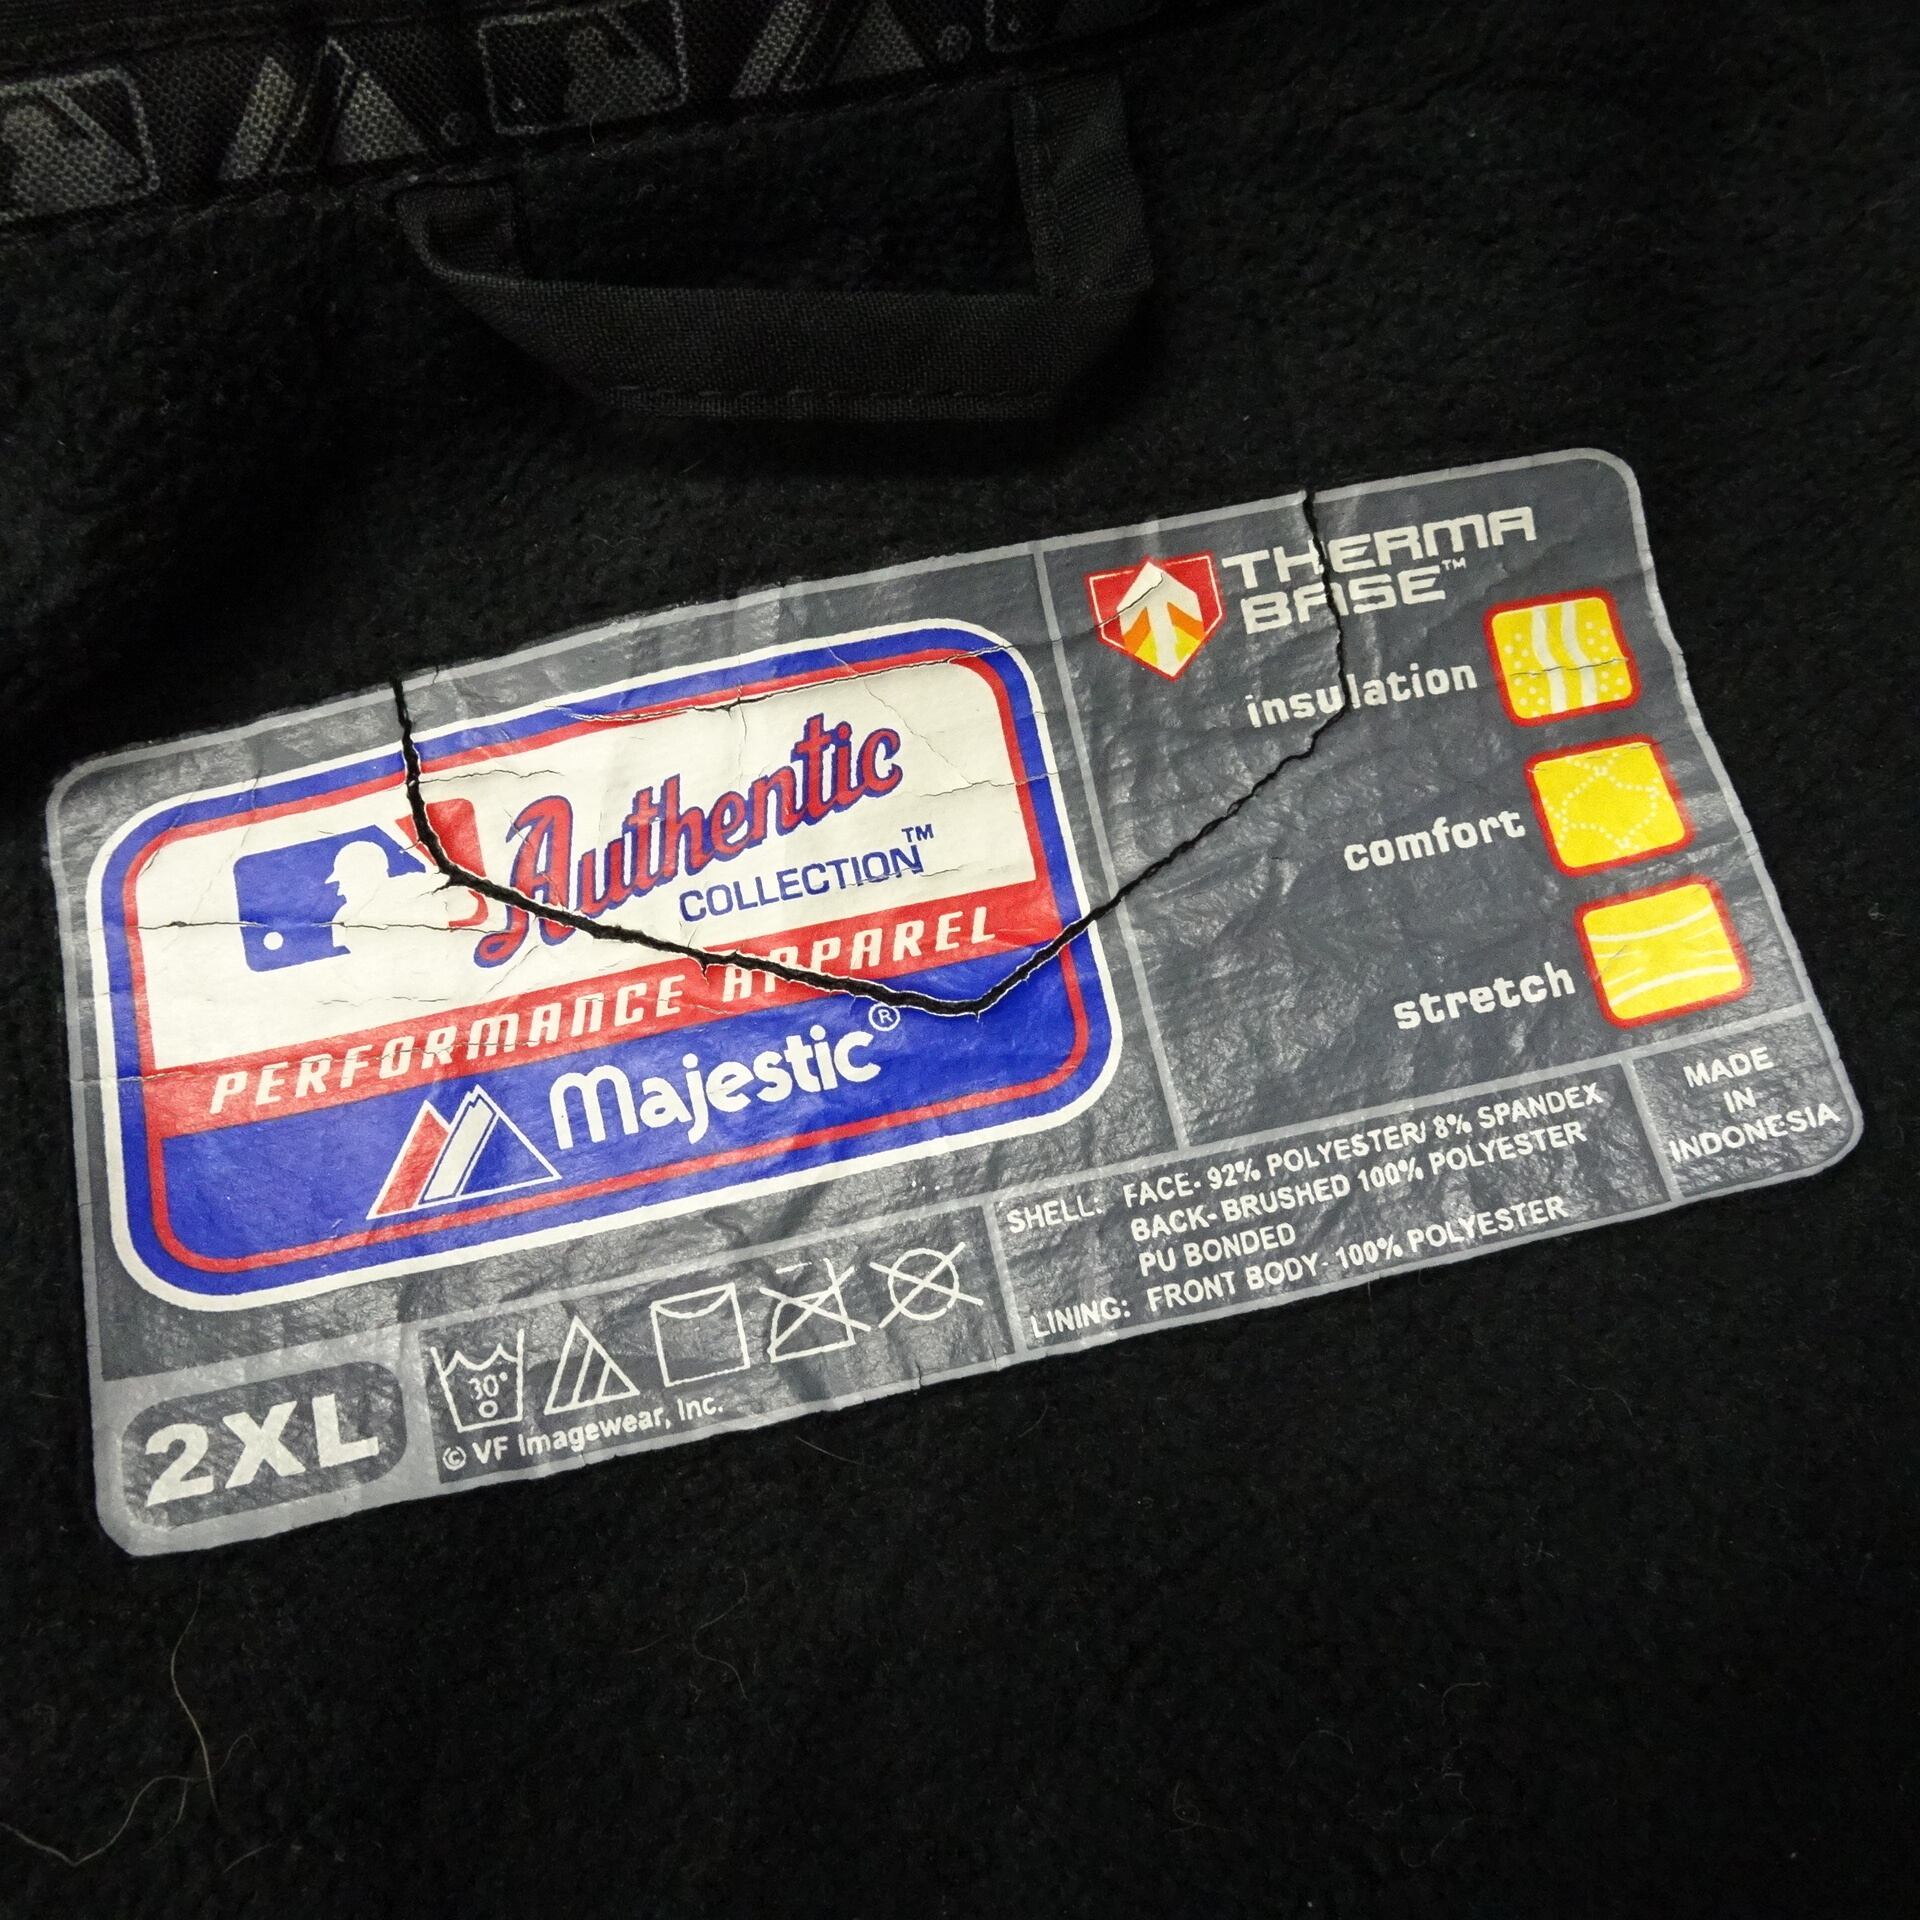 Authentic
COLLECTION™
PERFORMANCE APPAREL
Majestic®
THERMA
BASE™
insulation
comfort
stretch
2XL
30°
© VF Imagewear, Inc.
SHELL: FACE- 92% POLYESTER/ 8% SPANDEX
BACK- BRUSHED 100% POLYESTER
PU BONDED
LINING: FRONT BODY- 100% POLYESTER
MADE
IN
INDONESIA